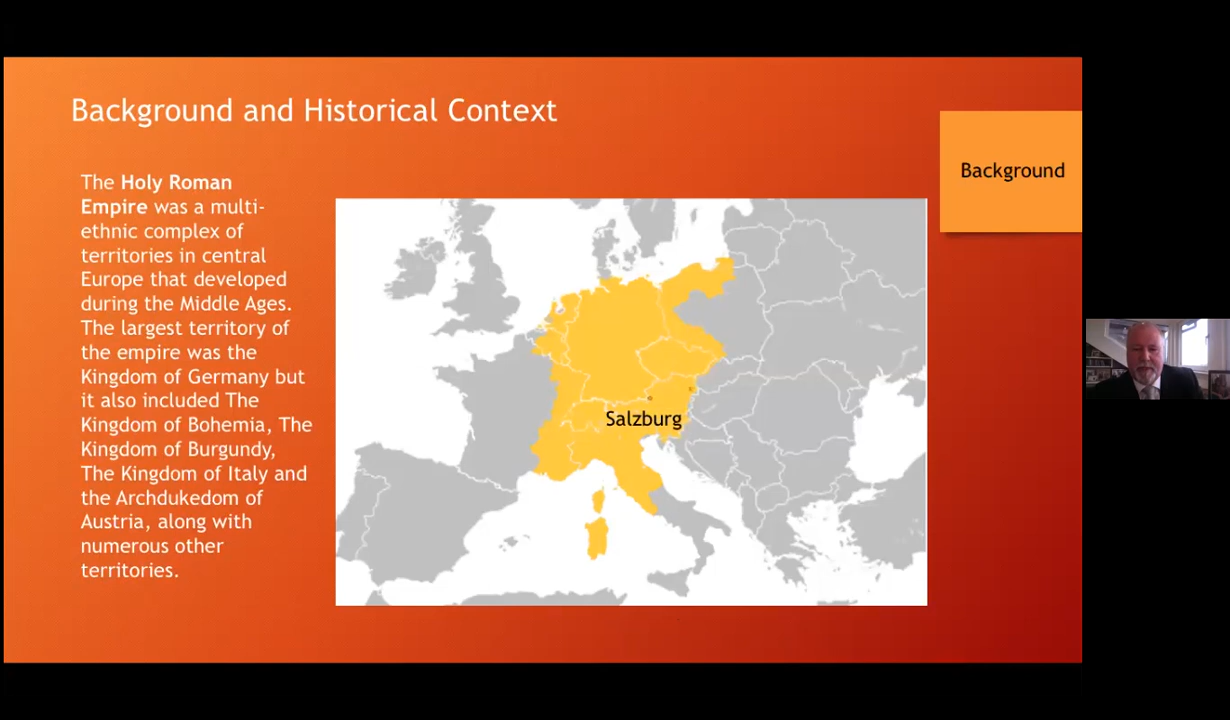 Background and Historical Context
Background
The Holy Roman
Empire was a multi-
ethnic complex of
territories in central
Europe that developed
during the Middle Ages.
The largest territory of
the empire was the
Kingdom of Germany but
it also included The
Kingdom of Bohemia, The
Kingdom of Burgundy,
The Kingdom of Italy and
the Archdukedom of
Austria, along with
numerous other
territories.
Salzburg